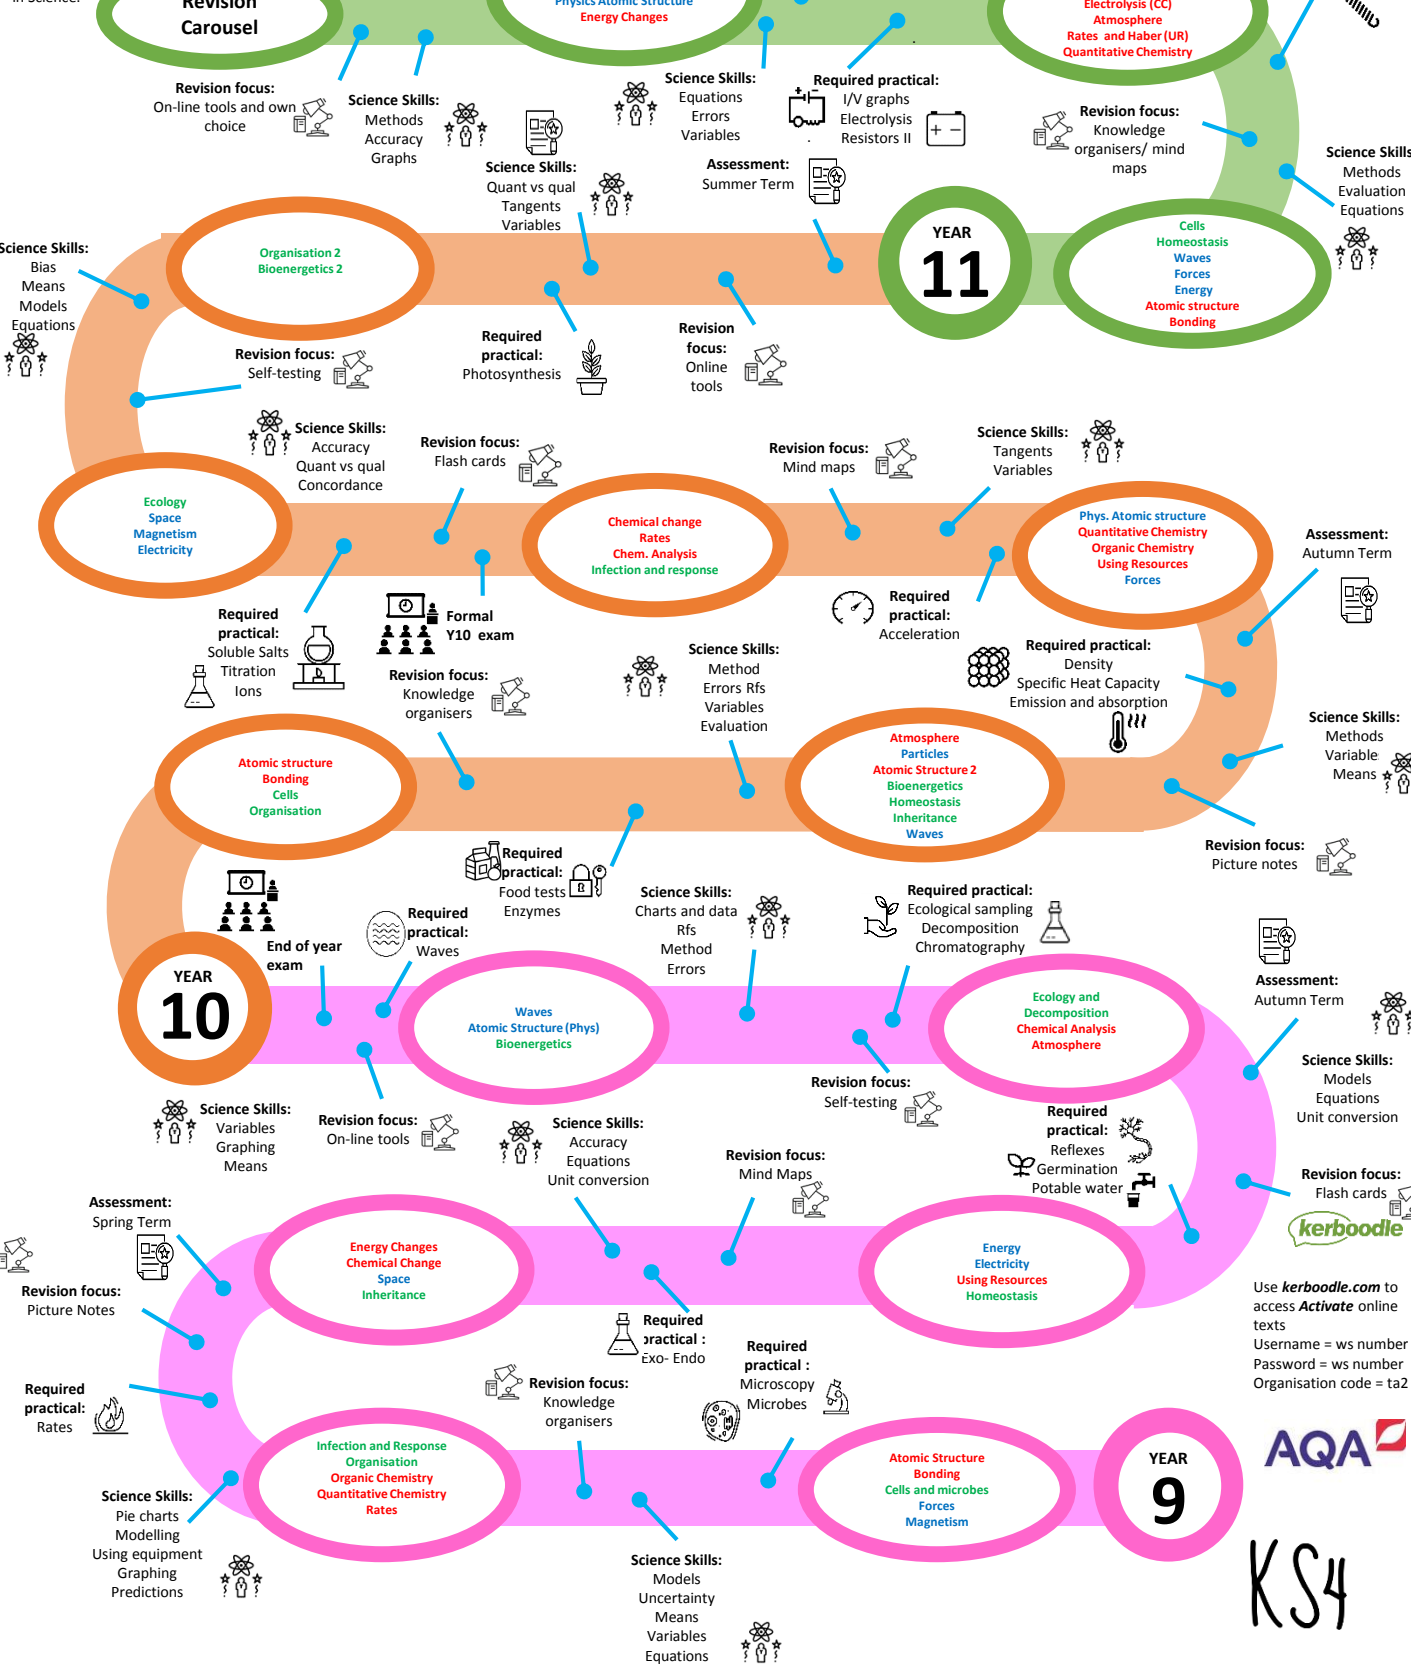 in Science.
Revision
Carousel
Physics Atomic Structure
Energy Changes
Electrolysis (CC)
Atmosphere
Rates and Haber (UR)
Quantitative Chemistry
Revision focus:
On-line tools and own
choice
Science Skills:
Methods
Accuracy
Graphs
Science Skills:
Equations
Errors
Variables
Required practical:
I/V graphs
Electrolysis
Resistors II
Revision focus:
Knowledge
organisers/ mind
maps
Science Skills
Methods
Evaluation
Equations
Science Skills:
Quant vs qual
Tangents
Variables
Assessment:
Summer Term
YEAR
11
Cells
Homeostasis
Waves
Forces
Energy
Atomic structure
Bonding
Organisation 2
Bioenergetics 2
Science Skills:
Bias
Means
Models
Equations
Revision focus:
Self-testing
Required
practical:
Photosynthesis
Revision
focus:
Online
tools
Science Skills:
Accuracy
Quant vs qual
Concordance
Revision focus:
Flash cards
Revision focus:
Mind maps
Science Skills:
Tangents
Variables
Ecology
Space
Magnetism
Electricity
Chemical change
Rates
Chem. Analysis
Infection and response
Phys. Atomic structure
Quantitative Chemistry
Organic Chemistry
Using Resources
Forces
Assessment:
Autumn Term
Required
practical:
Soluble Salts
Titration
Ions
Formal
Y10 exam
Required
practical:
Acceleration
Required practical:
Density
Specific Heat Capacity
Emission and absorption
Revision focus:
Knowledge
organisers
Science Skills:
Method
Errors Rfs
Variables
Evaluation
Science Skills:
Methods
Variable
Means
Atomic structure
Bonding
Cells
Organisation
Atmosphere
Particles
Atomic Structure 2
Bioenergetics
Homeostasis
Inheritance
Waves
Revision focus:
Picture notes
Required
practical:
Food tests
Enzymes
Science Skills:
Charts and data
Rfs
Method
Errors
Required practical:
Ecological sampling
Decomposition
Chromatography
End of year
exam
Required
practical:
Waves
YEAR
10
Waves
Atomic Structure (Phys)
Bioenergetics
Ecology and
Decomposition
Chemical Analysis
Atmosphere
Assessment:
Autumn Term
Science Skills:
Models
Equations
Unit conversion
Science Skills:
Variables
Graphing
Means
Revision focus:
On-line tools
Science Skills:
Accuracy
Equations
Unit conversion
Revision focus:
Self-testing
Required
practical:
Reflexes
Germination
Potable water
Revision focus:
Mind Maps
Revision focus:
Flash cards
kerboodle
Assessment:
Spring Term
Energy Changes
Chemical Change
Space
Inheritance
Energy
Electricity
Using Resources
Homeostasis
Revision focus:
Picture Notes
Use kerboodle.com to
access Activate online
texts
Username = ws number
Password = ws number
Organisation code = ta2
Required
practical :
Exo- Endo
Required
practical :
Microscopy
Microbes
Required
practical:
Rates
Revision focus:
Knowledge
organisers
Infection and Response
Organisation
Organic Chemistry
Quantitative Chemistry
Rates
Atomic Structure
Bonding
Cells and microbes
Forces
Magnetism
YEAR
9
AQA
Science Skills:
Pie charts
Modelling
Using equipment
Graphing
Predictions
Science Skills:
Models
Uncertainty
Means
Variables
Equations
KS4